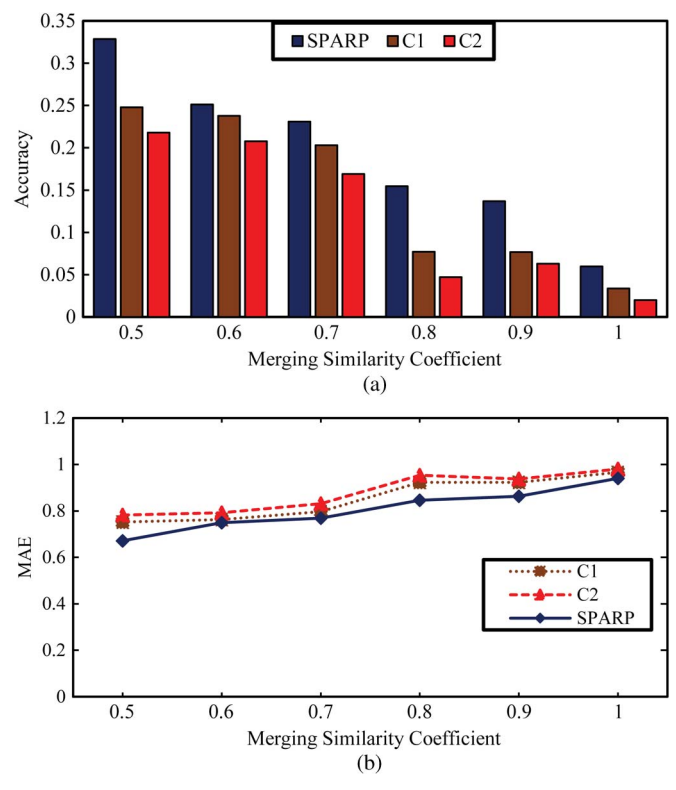 0.35
0.3
0.25
0.2
0.15
0.1
0.05
0
Accuracy
SPARP C1 C2
0.5 0.6 0.7 0.8 0.9 1
Merging Similarity Coefficient
(a)
1.2
1
0.8
0.6
0.4
0.2
0
MAE
C1
C2
SPARP
0.5 0.6 0.7 0.8 0.9 1
Merging Similarity Coefficient
(b)